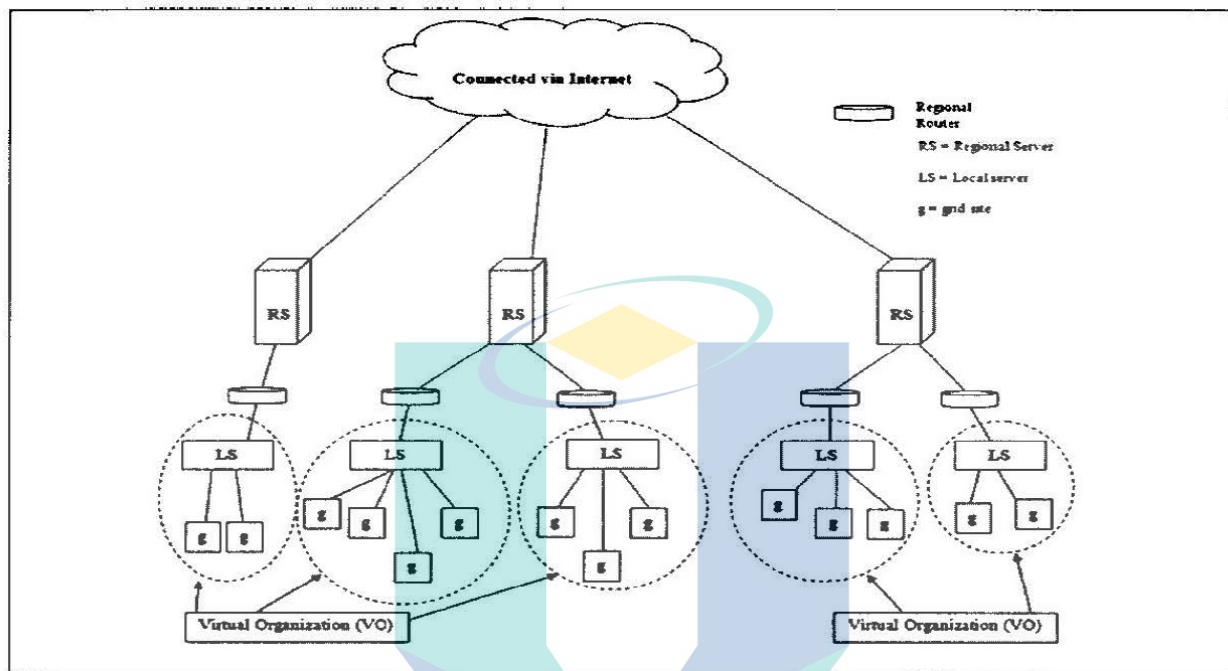 Connected via Internet
Regional
Router
RS = Regional Server
LS = Local server
g = grid site
RS
RS
RS
LS
LS
LS
LS
LS
g
g
g
g
g
g
g
g
g
g
g
g
g
g
Virtual Organization (VO)
Virtual Organization (VO)